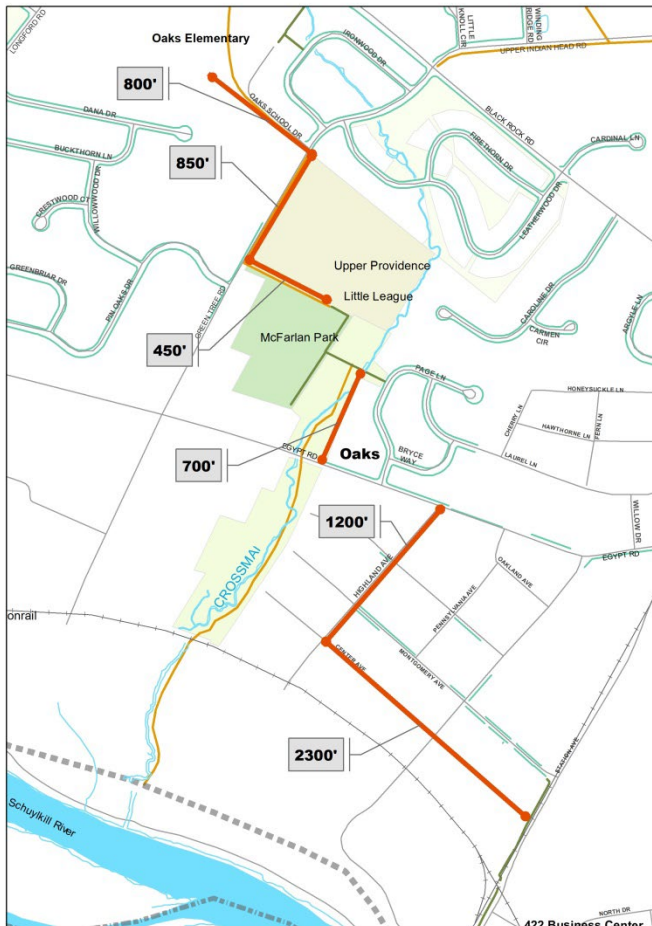 LONGFORD RD
Oaks Elementary
IRONWOOD DR
LITTLE
KNOLL CIR
WINDING
RIDGE RD
UPPER INDIAN HEAD RD
800'
OAKS SCHOOL DR
BLACK ROCK RD
DANA DR
FIRETHORN DR
CARDINAL LN
BUCKTHORN LN
850'
WILLOWWOOD DR
LEATHERWOOD DR
CRESTWOOD CT
Upper Providence
GREENBRIAR DR
PIN OAKS DR
GREEN TREE RD
Little League
CAROLINE DR
ARGYLE LN
McFarlan Park
CARMEN
CIR
450'
PAGE LN
HONEYSUCKLE LN
CHERRY LN
HAWTHORNE LN
FERN LN
EGYPT RD
Oaks
BRYCE
WAY
LAUREL LN
700'
WILLOW DR
1200'
EGYPT RD
OAKLAND AVE
CROSSMAI
HIGHLAND AVE
PENNSYLVANIA AVE
onrail
CENTER AVE
MONTGOMERY AVE
2300'
STATION AVE
Schuylkill River
NORTH DR
422 Business Center